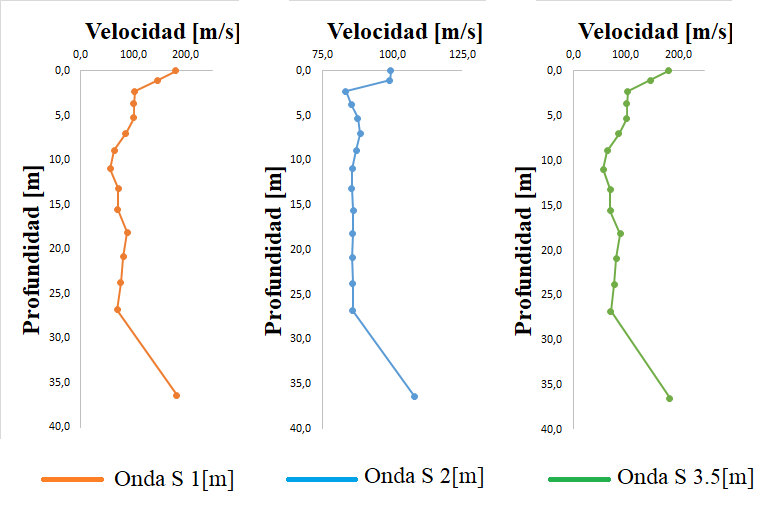 Velocidad [m/s]
0,0 100,0 200,0
0,0
5,0
10,0
15,0
20,0
25,0
30,0
35,0
40,0
Profundidad [m]
Velocidad [m/s]
75,0 100,0 125,0
0,0
5,0
10,0
15,0
20,0
25,0
30,0
35,0
40,0
Profundidad [m]
Velocidad [m/s]
0,0 100,0 200,0
0,0
5,0
10,0
15,0
20,0
25,0
30,0
35,0
40,0
Profundidad [m]
Onda S 1[m]
Onda S 2[m]
Onda S 3.5[m]